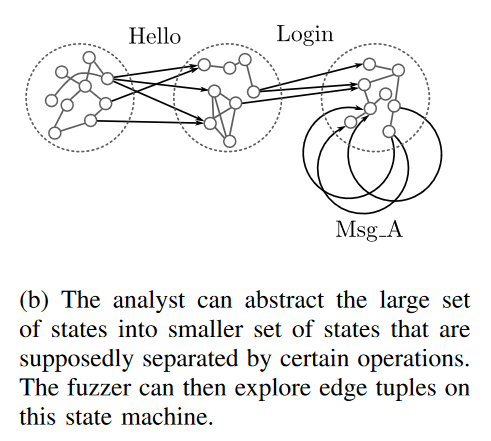 Hello
Login
Msg_A
(b) The analyst can abstract the large set
of states into smaller set of states that are
supposedly separated by certain operations.
The fuzzer can then explore edge tuples on
this state machine.